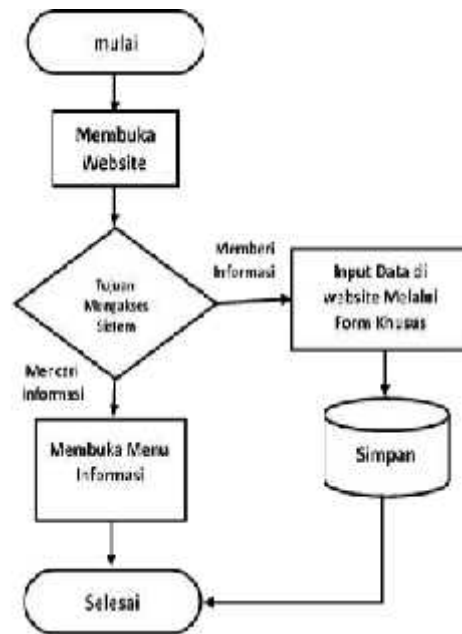 mulai
Membuka
Website
Tujuan
Mengakses
Sistem
Memberi
Informasi
Input Data di
website Melalui
Form Khusus
Mencari
Informasi
Membuka Menu
Informasi
Simpan
Selesai